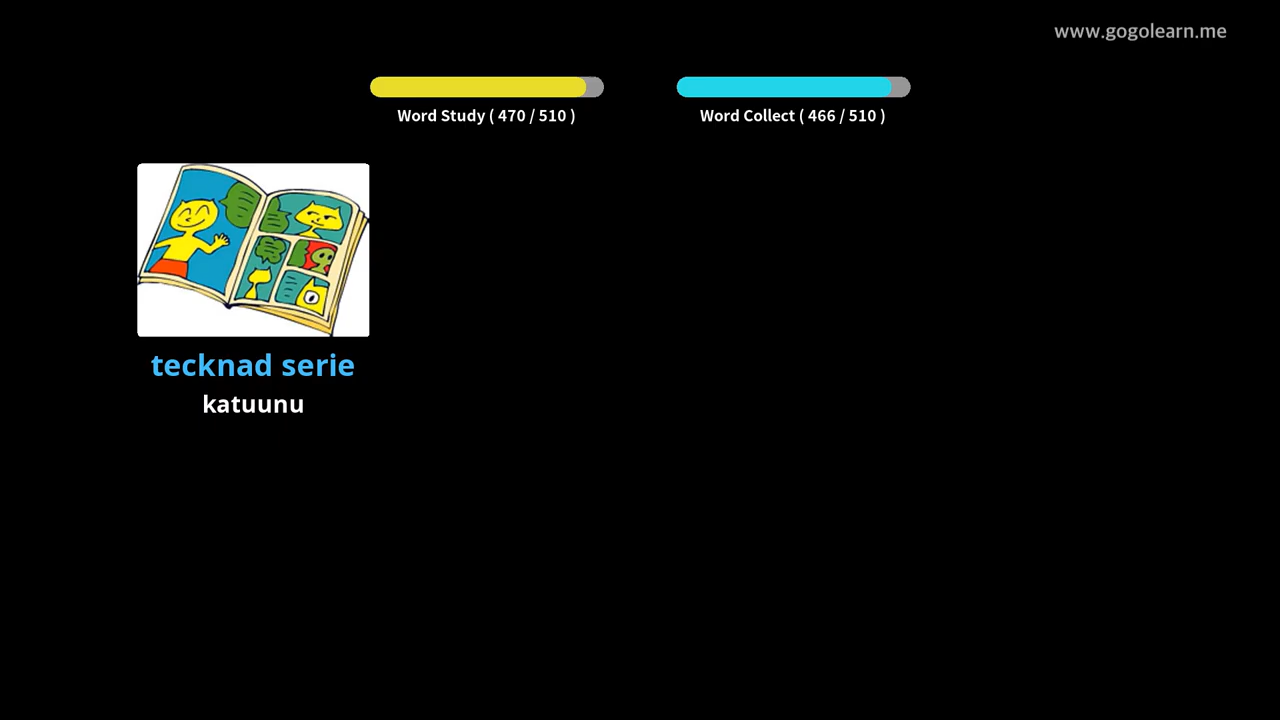 www.gogolearn.me
Word Study ( 470 / 510 )
Word Collect ( 466 / 510 )
tecknad serie
katuunu